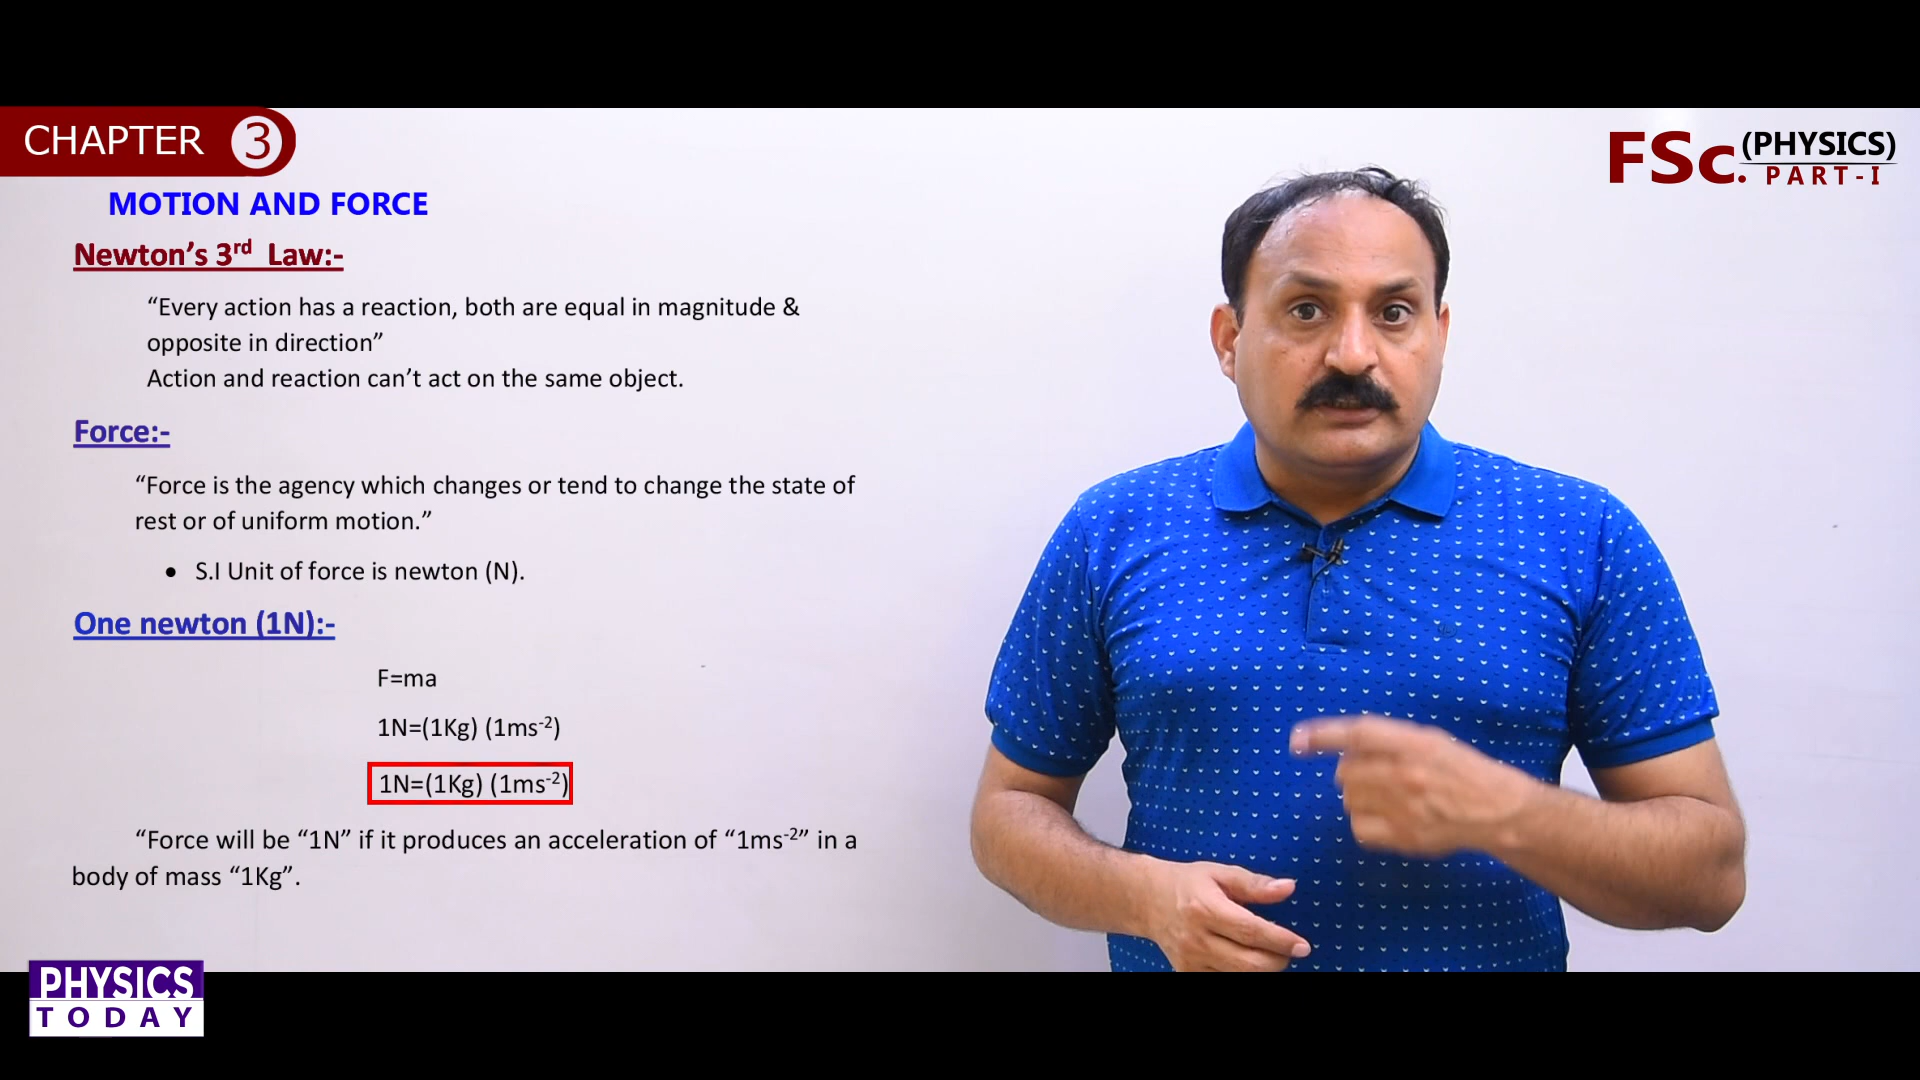 CHAPTER 3
FSc. (PHYSICS)
PART-I
MOTION AND FORCE
Newton’s 3rd Law:-
“Every action has a reaction, both are equal in magnitude &
opposite in direction”
Action and reaction can’t act on the same object.
Force:-
“Force is the agency which changes or tend to change the state of
rest or of uniform motion.”
• S.I Unit of force is newton (N).
One newton (1N):-
F=ma
1N=(1Kg) (1ms⁻²)
1N=(1Kg) (1ms⁻²)
“Force will be “1N” if it produces an acceleration of “1ms⁻²” in a
body of mass “1Kg”.
PHYSICS
TODAY